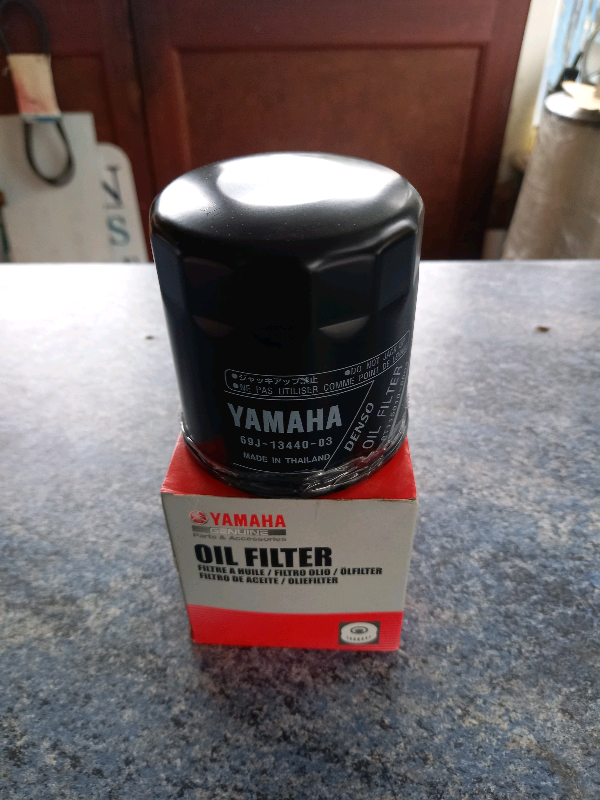 ●ジャッキアップ禁止
●DO NOT JACK
●NE PAS UTILISER COMME POINT DE LEVAGE
YAMAHA
69J-13440-03
MADE IN THAILAND
DENSO
OIL FILTER
YAMAHA
GENUINE
Parts & Accessories
OIL FILTER
FILTRE A HUILE / FILTRO OLIO / ÖLFILTER
FILTRO DE ACEITE / OLIEFILTER